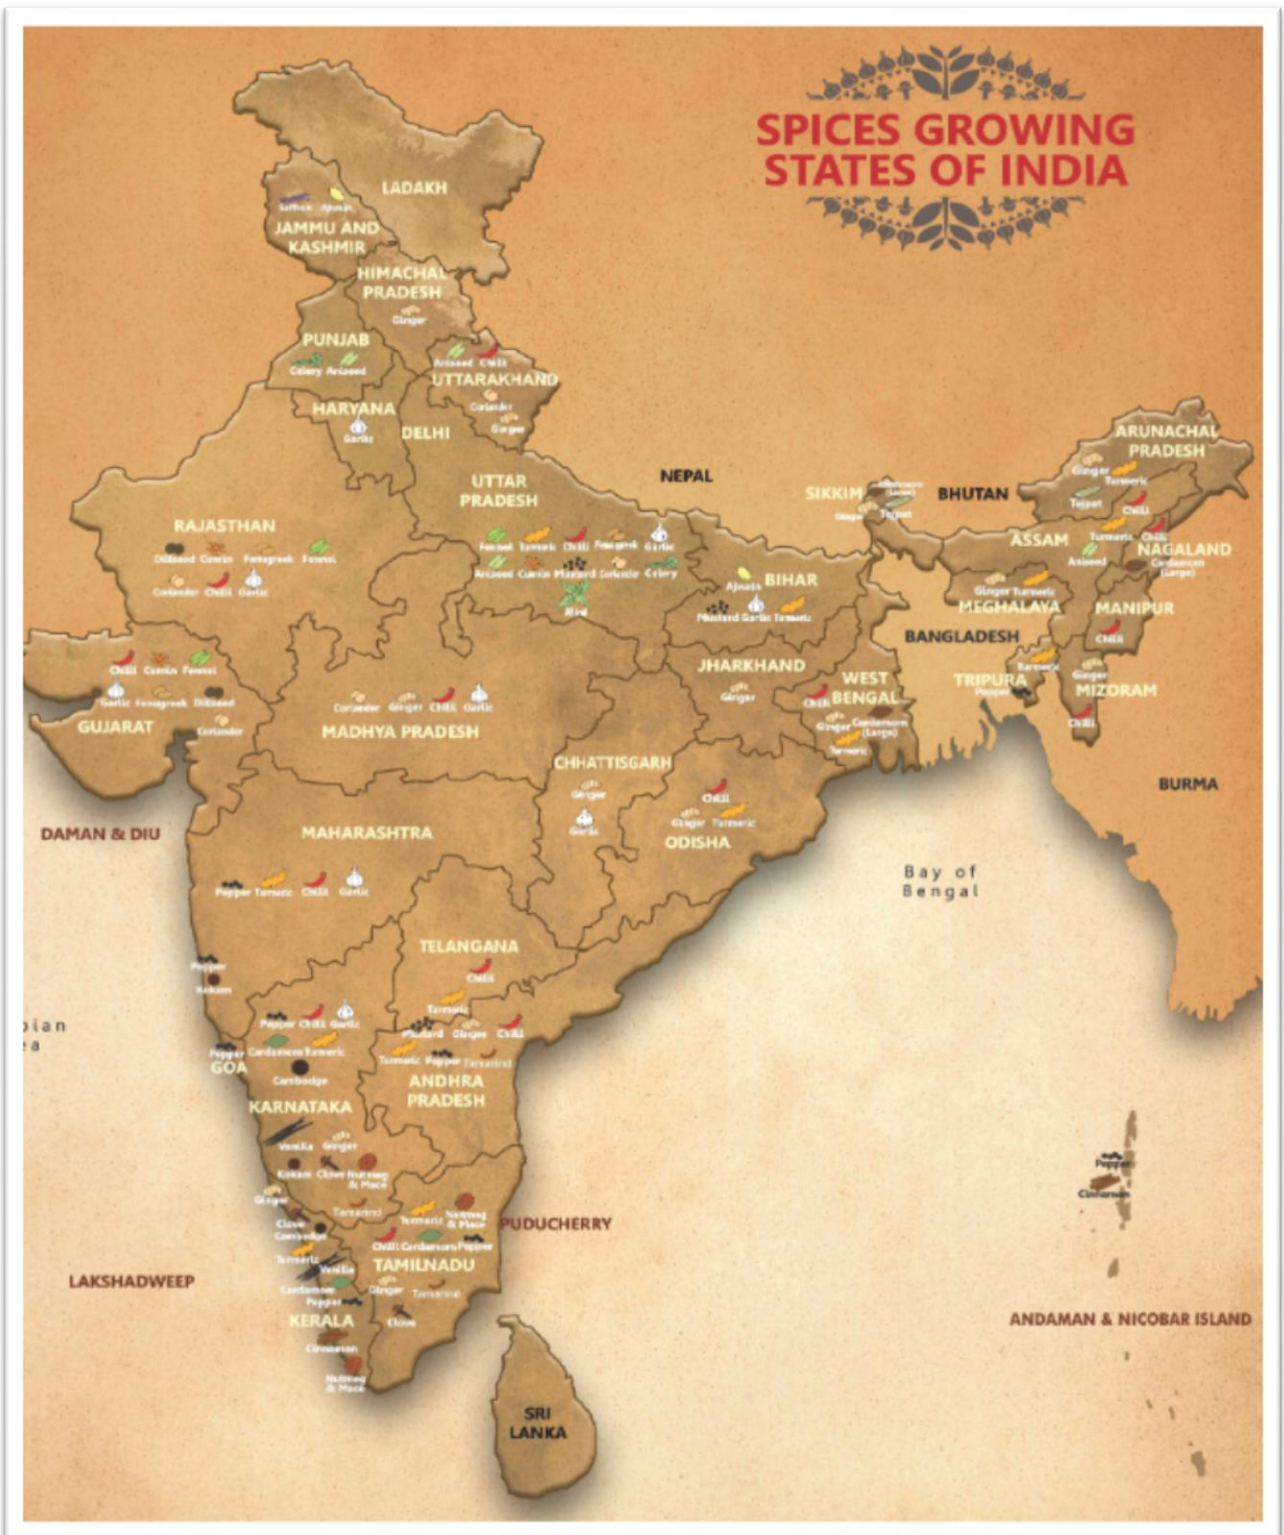 SPICES GROWING
STATES OF INDIA
LADAKH
Saffron Ajwain
JAMMU AND
KASHMIR
HIMACHAL
PRADESH
Ginger
PUNJAB
Celery Aniseed
Aniseed Chilli
UTTARAKHAND
Coriander
Ginger
HARYANA
Garlic
DELHI
UTTAR
PRADESH
Fennel Turmeric Chilli Fenugreek Garlic
Aniseed Cumin Mustard Coriander Celery
Mint
RAJASTHAN
Dillseed Cumin Fenugreek Fennel
Coriander Chilli Garlic
NEPAL
SIKKIM
(Large)
Ginger Tejpat
BHUTAN
ARUNACHAL
PRADESH
Ginger
Turmeric
Tejpat
Chilli
ASSAM
Turmeric
Aniseed
Chilli
NAGALAND
Cardamom
(Large)
Ginger Turmeric
MEGHALAYA
MANIPUR
Chilli
BIHAR
Ajwain
Mustard Garlic Turmeric
BANGLADESH
Turmeric
TRIPURA
Pepper
Ginger
MIZORAM
Chilli
JHARKHAND
Ginger
WEST
BENGAL
Chilli
Ginger Cardamom
(Large)
Turmeric
Chilli Cumin Fennel
Garlic Fenugreek Dillseed
GUJARAT
Coriander
Coriander Ginger Chilli Garlic
MADHYA PRADESH
CHHATTISGARH
Ginger
Garlic
Chilli
Ginger Turmeric
ODISHA
BURMA
DAMAN & DIU
MAHARASHTRA
Pepper Turmeric Chilli Garlic
Pepper
Kokam
Bay of
Bengal
TELANGANA
Chilli
Turmeric
Mustard Ginger Chilli
Turmeric Pepper Tamarind
ANDHRA
PRADESH
bian
ea
Pepper
GOA
Pepper Chilli Garlic
Cardamom Turmeric
Cambodge
KARNATAKA
Vanilla Ginger
Kokam Clove Nutmeg
& Mace
Tamarind
Ginger
Clove
Cambodge
Turmeric
Vanilla
Cardamom
Pepper
KERALA
Cinnamon
Nutmeg
& Mace
Turmeric Nutmeg
& Mace
Chilli Cardamom Pepper
TAMILNADU
Ginger Tamarind
Clove
PUDUCHERRY
LAKSHADWEEP
Pepper
Cinnamon
ANDAMAN & NICOBAR ISLAND
SRI
LANKA